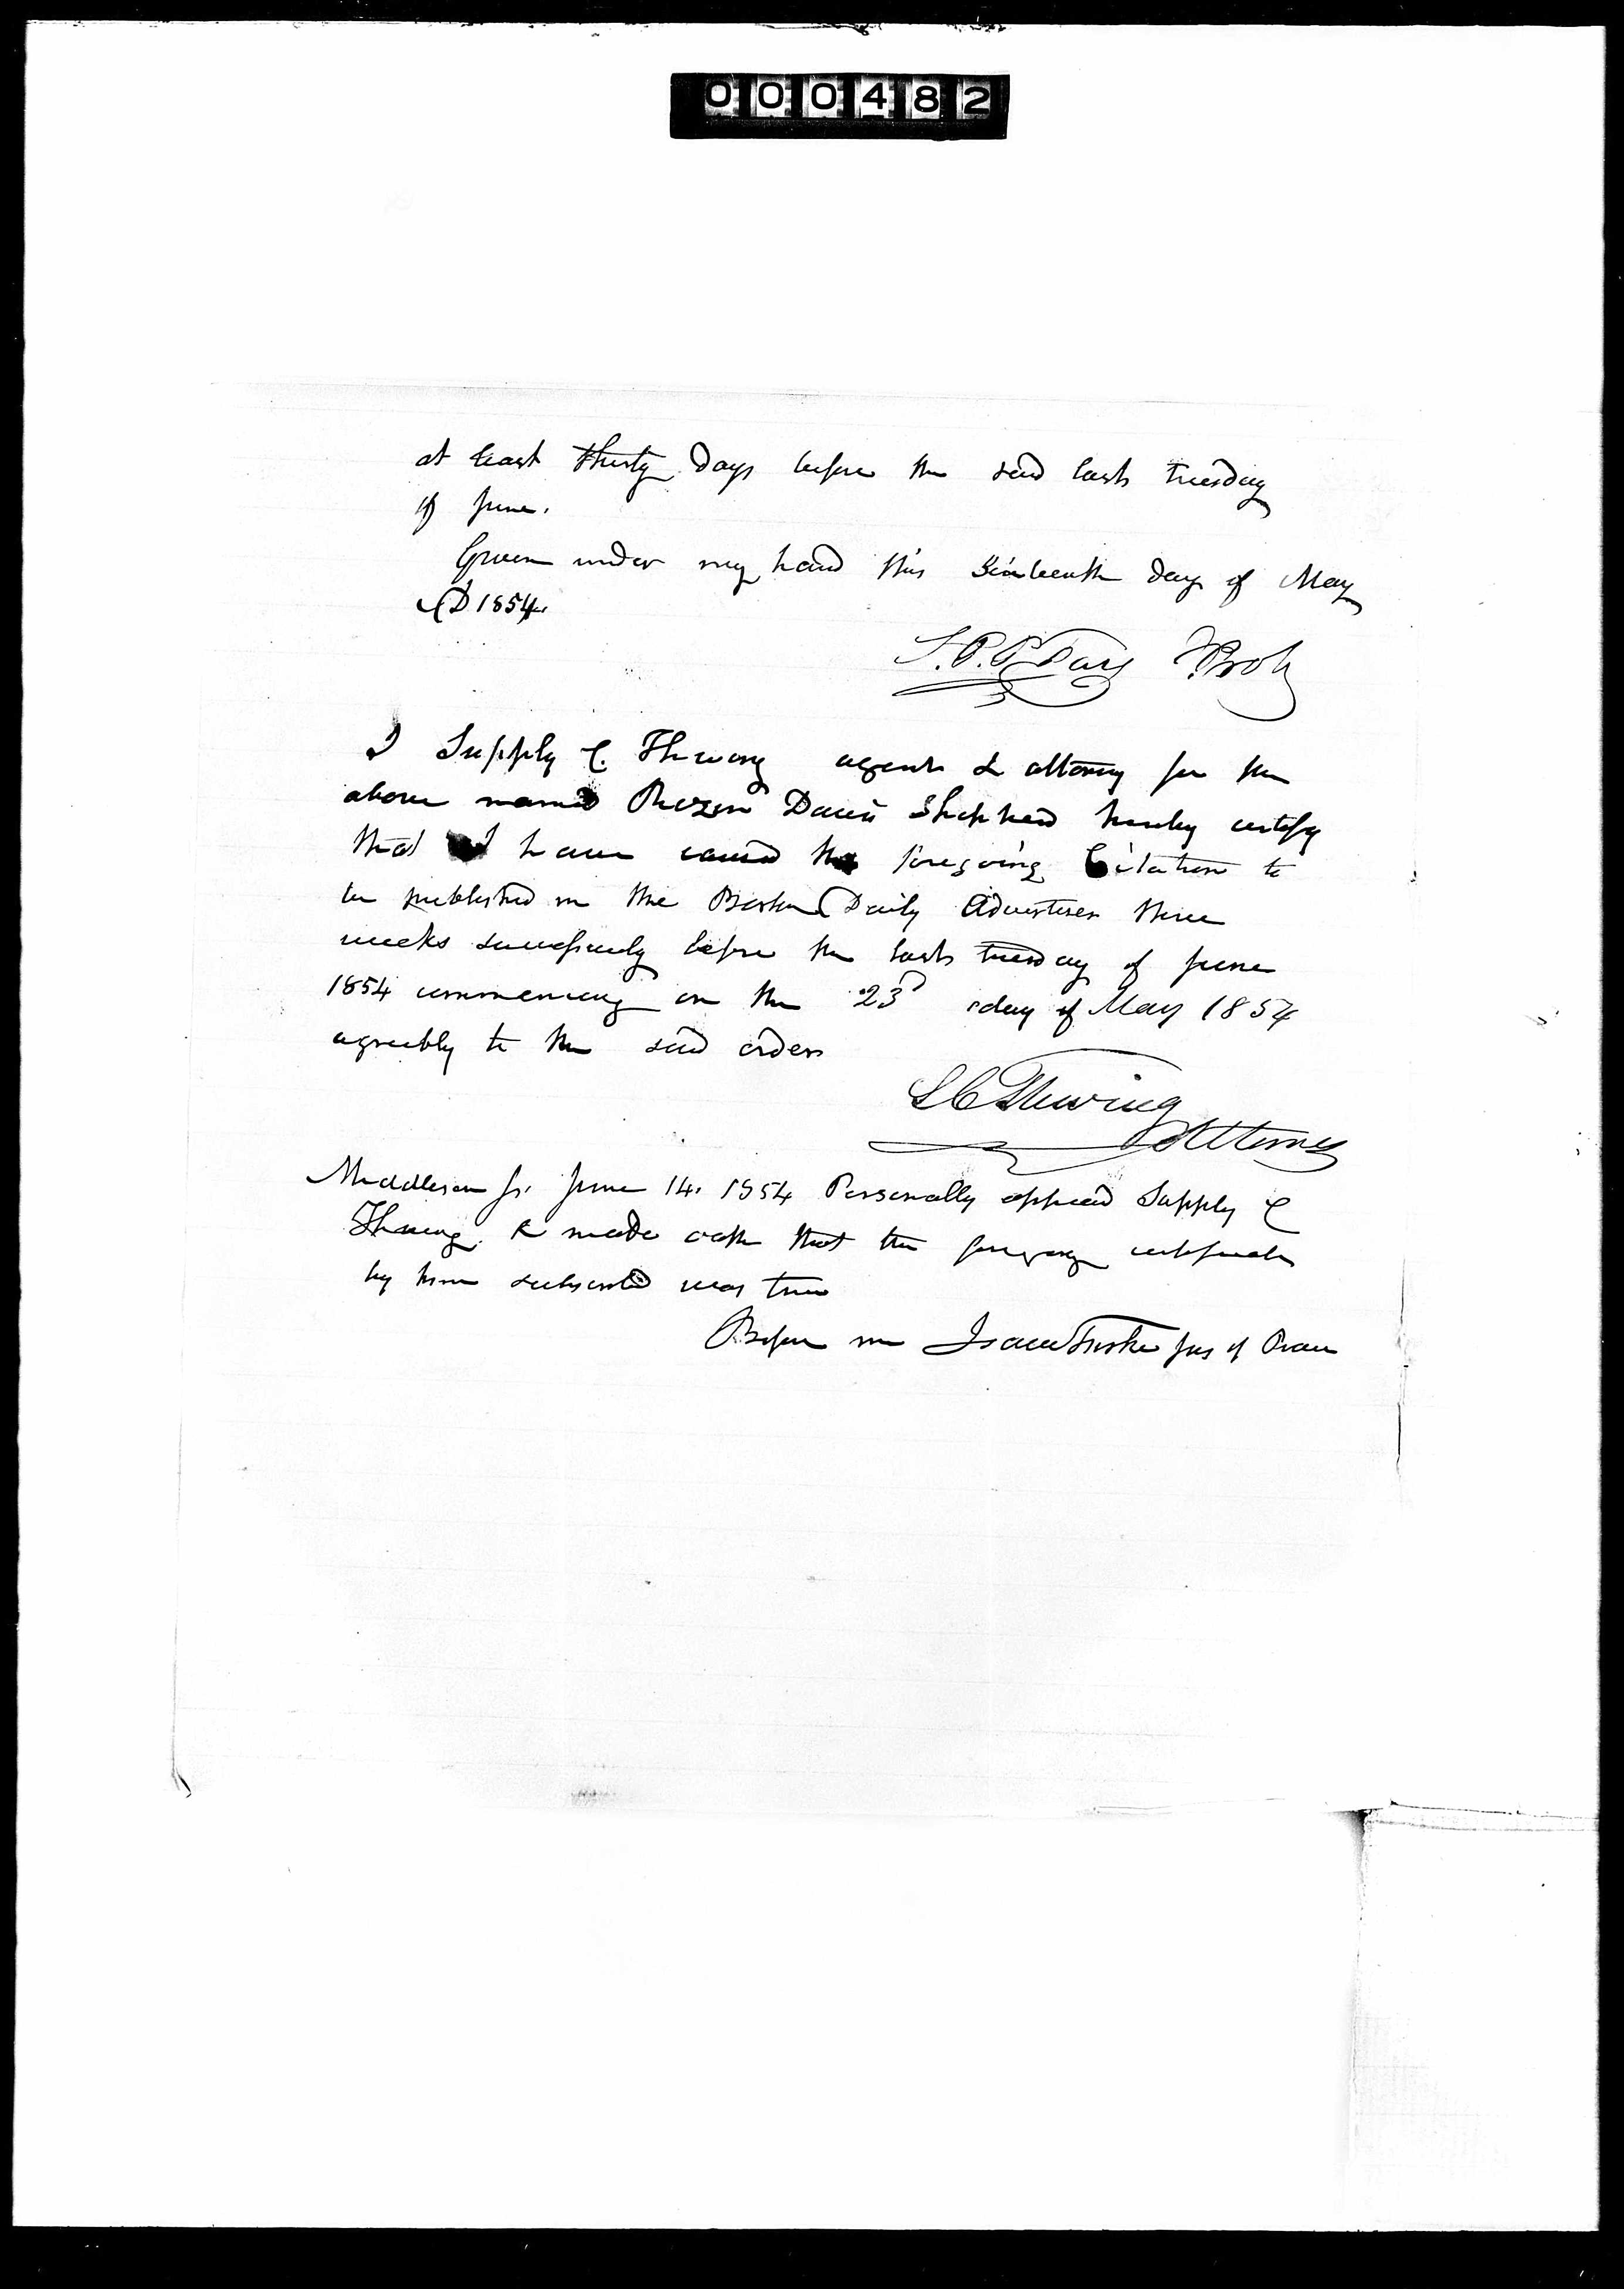 000482
at least thirty days before the said last tuesday
of June.
Given under my hand this Sixteenth day of May
AD 1854.
S.P.P. Fay J. Prob
I Supply C. Thwing agent & attorney for the
above named Rezin Davis Shepherd hereby certify
that I have caused the foregoing Citation to
be published in the Boston Daily Advertiser three
weeks successively before the last tuesday of June
1854 commencing on the 23d day of May 1854
agreebly to the said order
S C Thwing
Attorney
Middlesex ss. June 14. 1854 Personally appeard Supply C
Thwing & made oath that the foregoing certificate
by him subscribd was true
Before me Isaac Fiske Jus of Peace